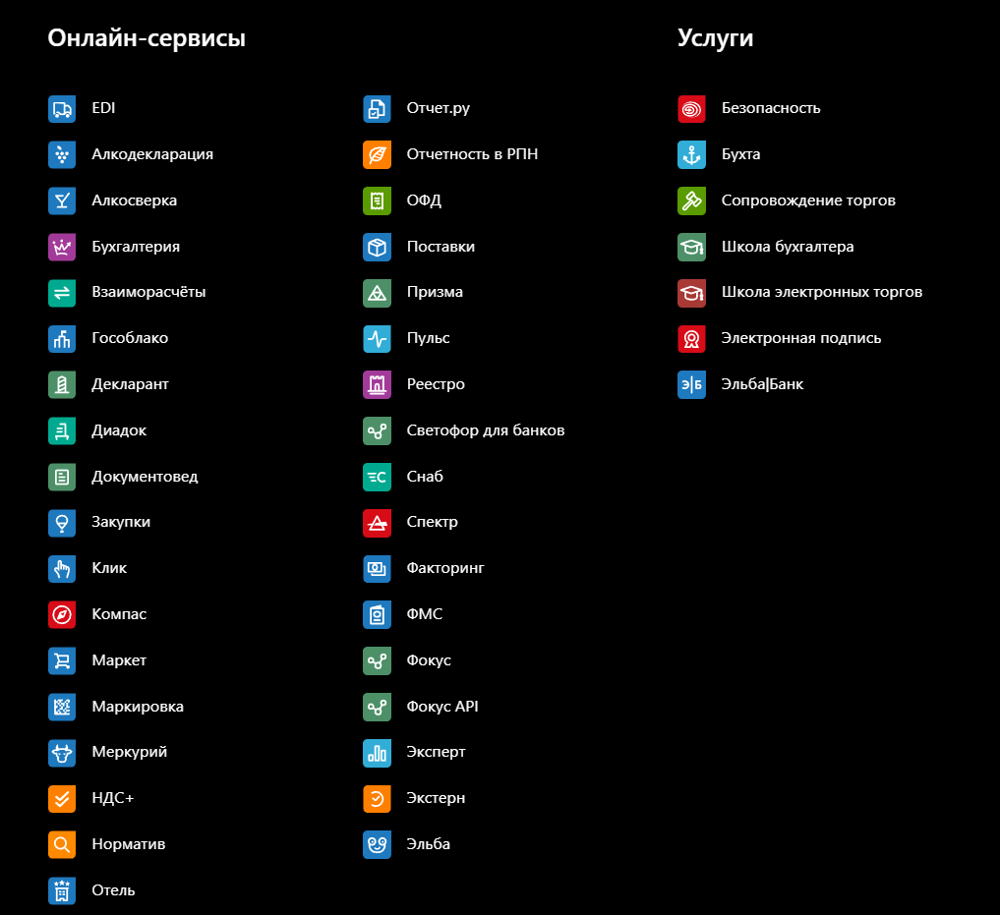 Онлайн-сервисы
EDI
Алкодекларация
Алкосверка
Бухгалтерия
Взаиморасчёты
Гособлако
Декларант
Диадок
Документовед
Закупки
Клик
Компас
Маркет
Маркировка
Меркурий
НДС+
Норматив
Отель
Отчет.ру
Отчетность в РПН
ОФД
Поставки
Призма
Пульс
Реестро
Светофор для банков
Снаб
Спектр
Факторинг
ФМС
Фокус
Фокус API
Эксперт
Экстерн
Эльба
Услуги
Безопасность
Бухта
Сопровождение торгов
Школа бухгалтера
Школа электронных торгов
Электронная подпись
Э|Б Эльба|Банк